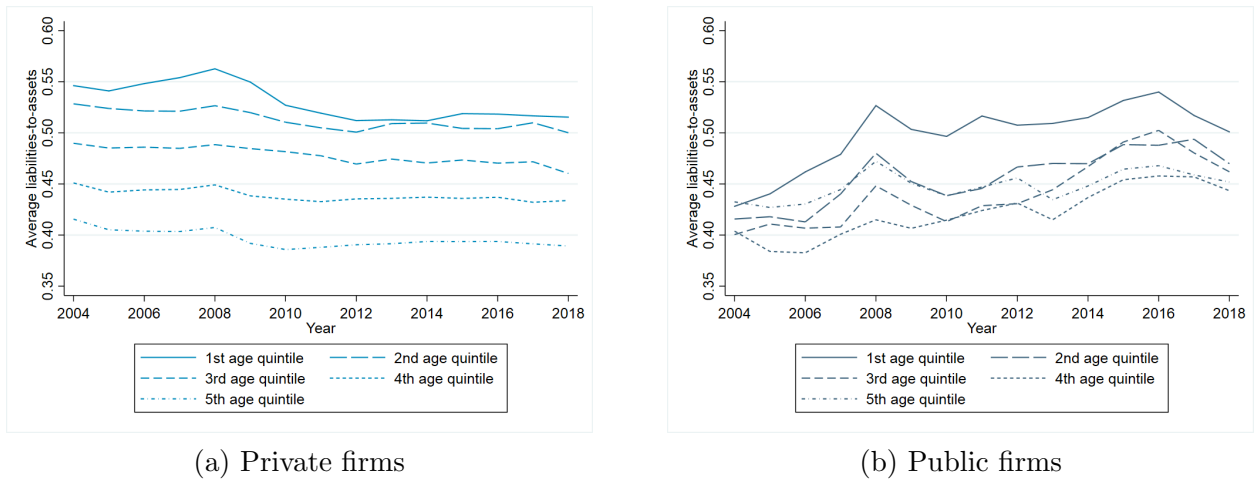 Average liabilities-to-assets
0.60
0.55
0.50
0.45
0.40
0.35
2004 2006 2008 2010 2012 2014 2016 2018
Year
1st age quintile 2nd age quintile
3rd age quintile 4th age quintile
5th age quintile
(a) Private firms
Average liabilities-to-assets
0.60
0.55
0.50
0.45
0.40
0.35
2004 2006 2008 2010 2012 2014 2016 2018
Year
1st age quintile 2nd age quintile
3rd age quintile 4th age quintile
5th age quintile
(b) Public firms